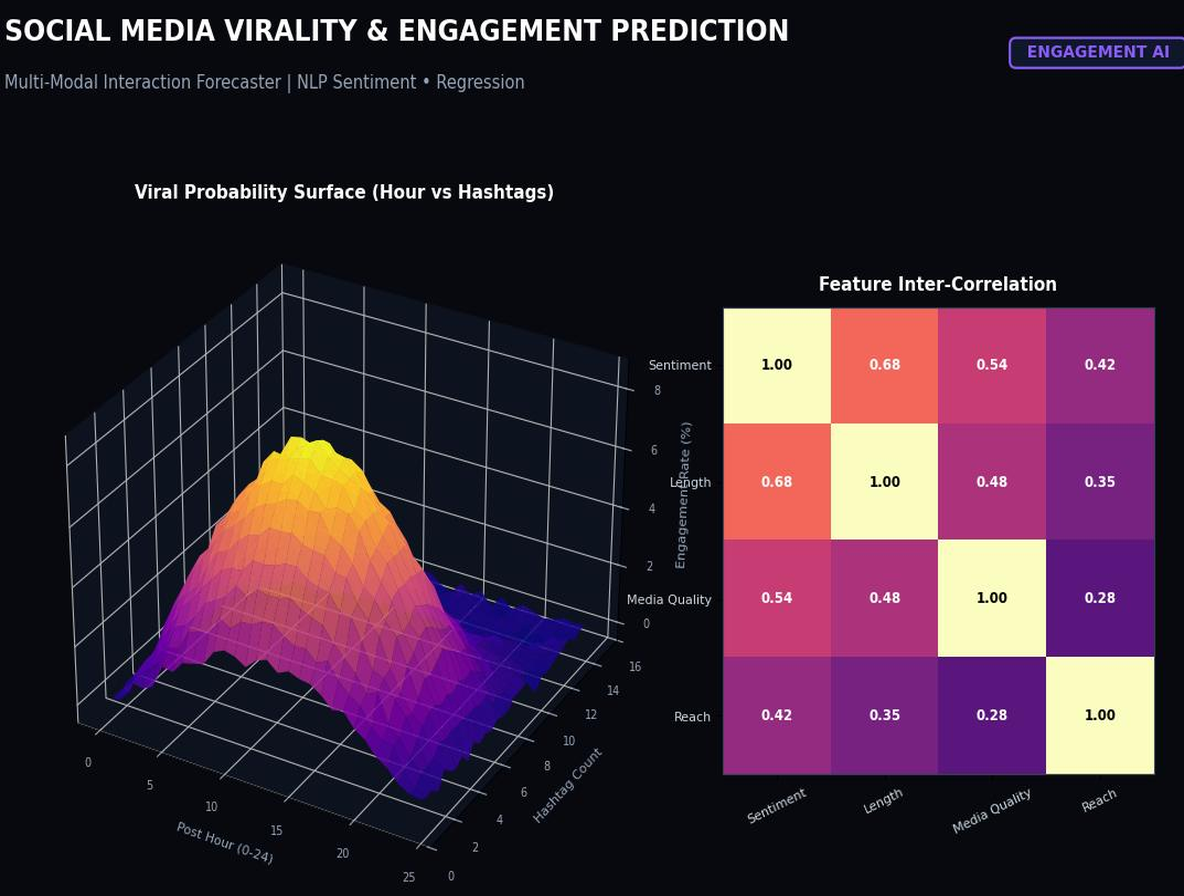 SOCIAL MEDIA VIRALITY & ENGAGEMENT PREDICTION
ENGAGEMENT AI
Multi-Modal Interaction Forecaster | NLP Sentiment • Regression
Viral Probability Surface (Hour vs Hashtags)
8
6
4
2
0
Engagement Rate (%)
16
14
12
10
8
6
4
2
0
Hashtag Count
0
5
10
15
20
25
Post Hour (0-24)
Feature Inter-Correlation
Sentiment 1.00 0.68 0.54 0.42
Length 0.68 1.00 0.48 0.35
Media Quality 0.54 0.48 1.00 0.28
Reach 0.42 0.35 0.28 1.00
Sentiment Length Media Quality Reach